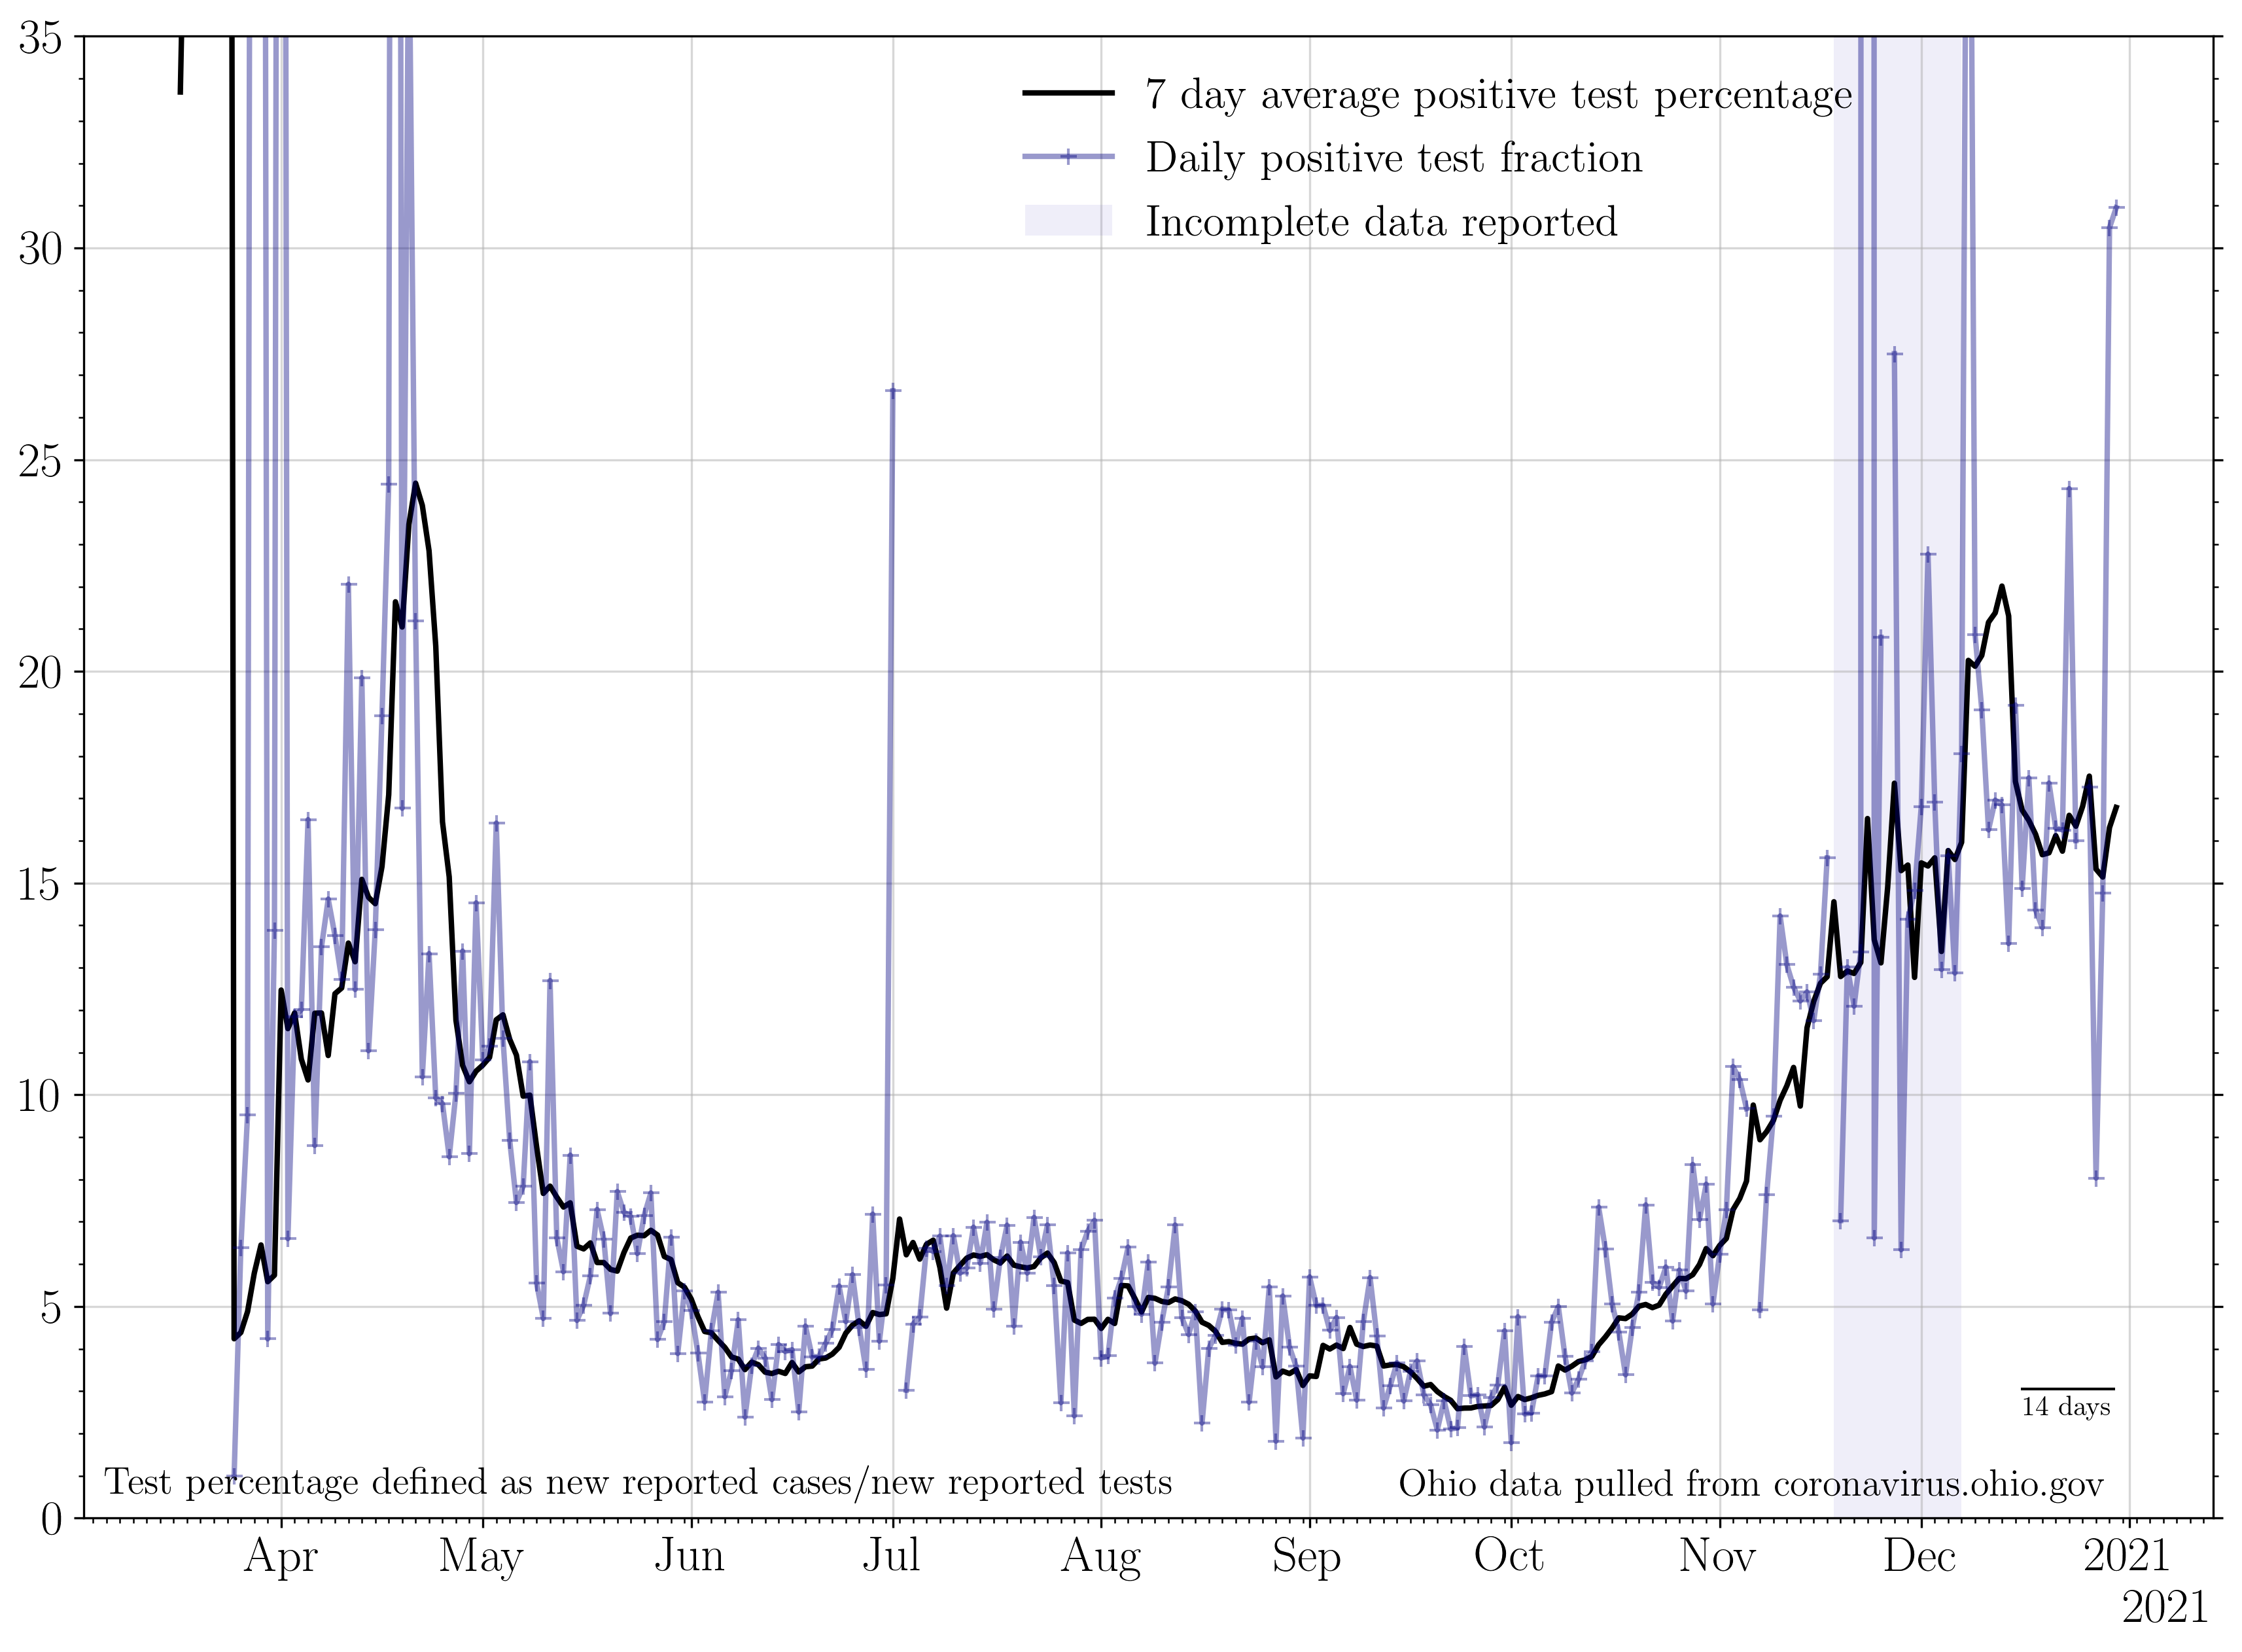 35
30
25
20
15
10
5
0
7 day average positive test percentage
Daily positive test fraction
Incomplete data reported
14 days
Test percentage defined as new reported cases/new reported tests
Ohio data pulled from coronavirus.ohio.gov
Apr May Jun Jul Aug Sep Oct Nov Dec 2021
2021